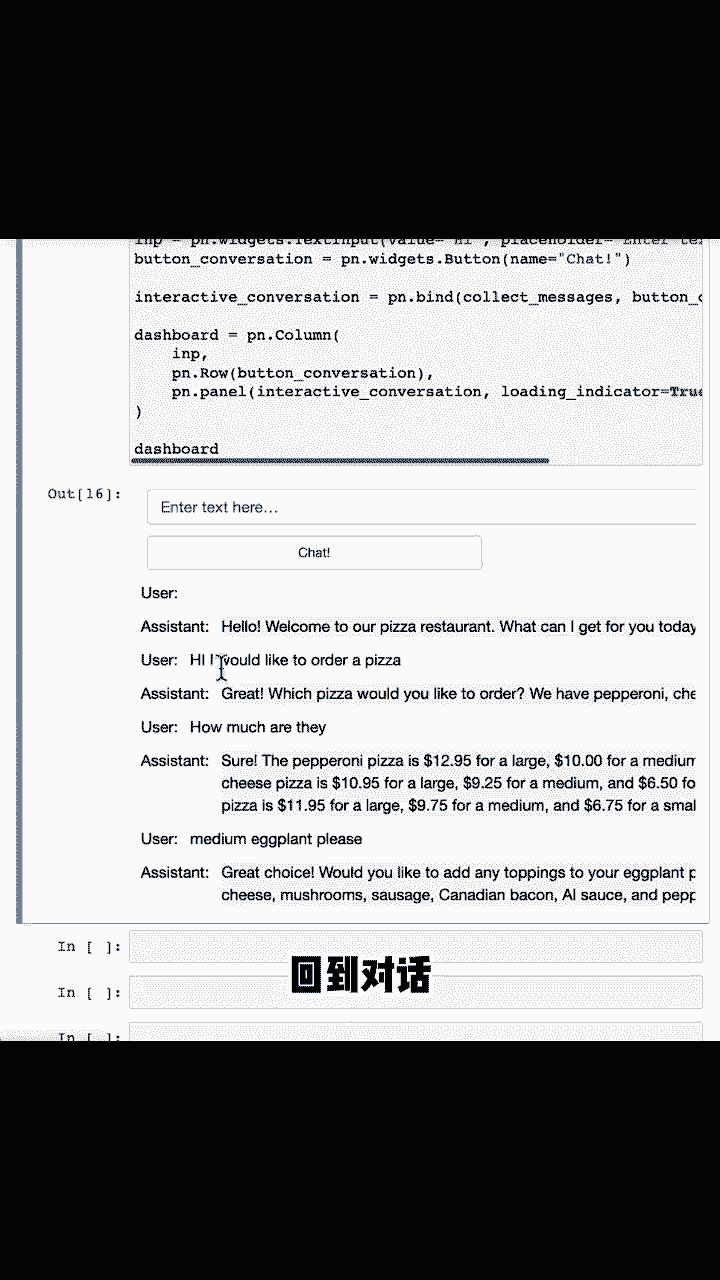 inp = pn.widgets.TextInput(value="Hi", placeholder="Enter
button_conversation = pn.widgets.Button(name="Chat!")
interactive_conversation = pn.bind(collect_messages, button_c
dashboard = pn.Column(
    inp,
    pn.Row(button_conversation),
    pn.panel(interactive_conversation, loading_indicator=True
)
dashboard
Out[16]:
Enter text here…
Chat!
User:
Assistant: Hello! Welcome to our pizza restaurant. What can I get for you today
User: HI I would like to order a pizza
Assistant: Great! Which pizza would you like to order? We have pepperoni, che
User: How much are they
Assistant: Sure! The pepperoni pizza is $12.95 for a large, $10.00 for a medium
cheese pizza is $10.95 for a large, $9.25 for a medium, and $6.50 fo
pizza is $11.95 for a large, $9.75 for a medium, and $6.75 for a smal
User: medium eggplant please
Assistant: Great choice! Would you like to add any toppings to your eggplant p
cheese, mushrooms, sausage, Canadian bacon, AI sauce, and pepp
In [ ]:
回到对话
In [ ]:
In [ ]: